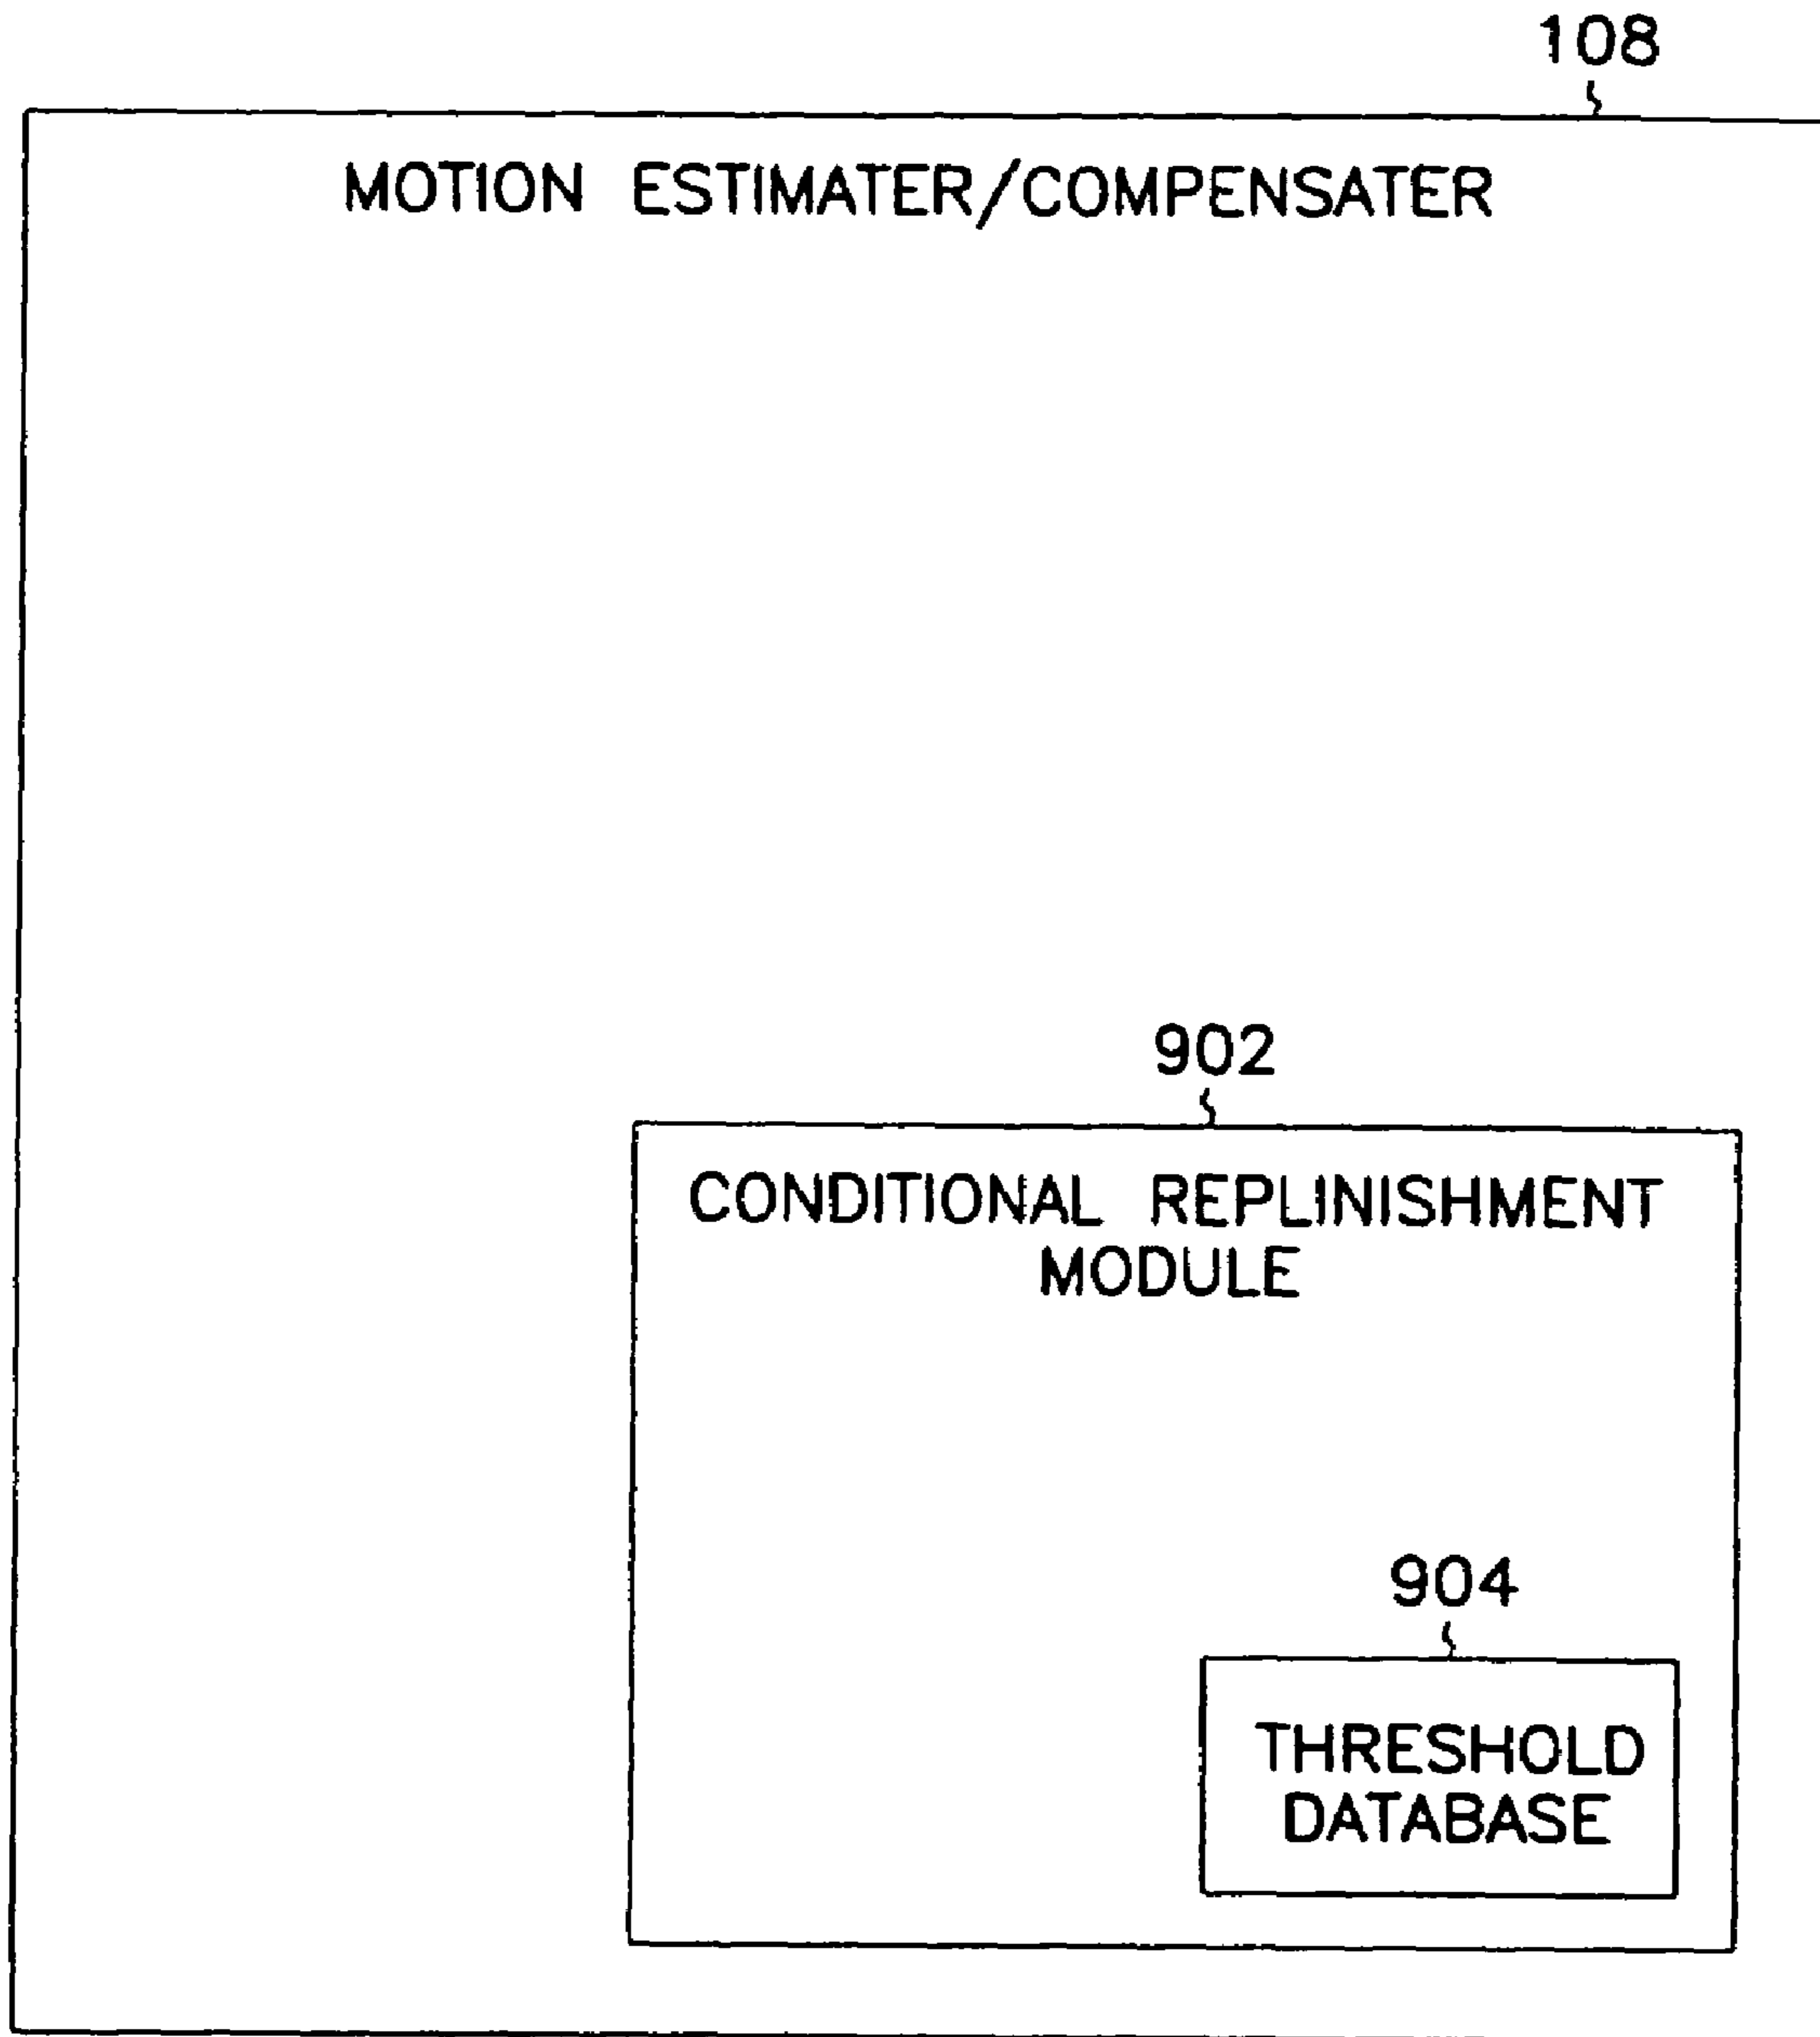 108
MOTION ESTIMATER/COMPENSATER
902
CONDITIONAL REPLINISHMENT
MODULE
904
THRESHOLD
DATABASE